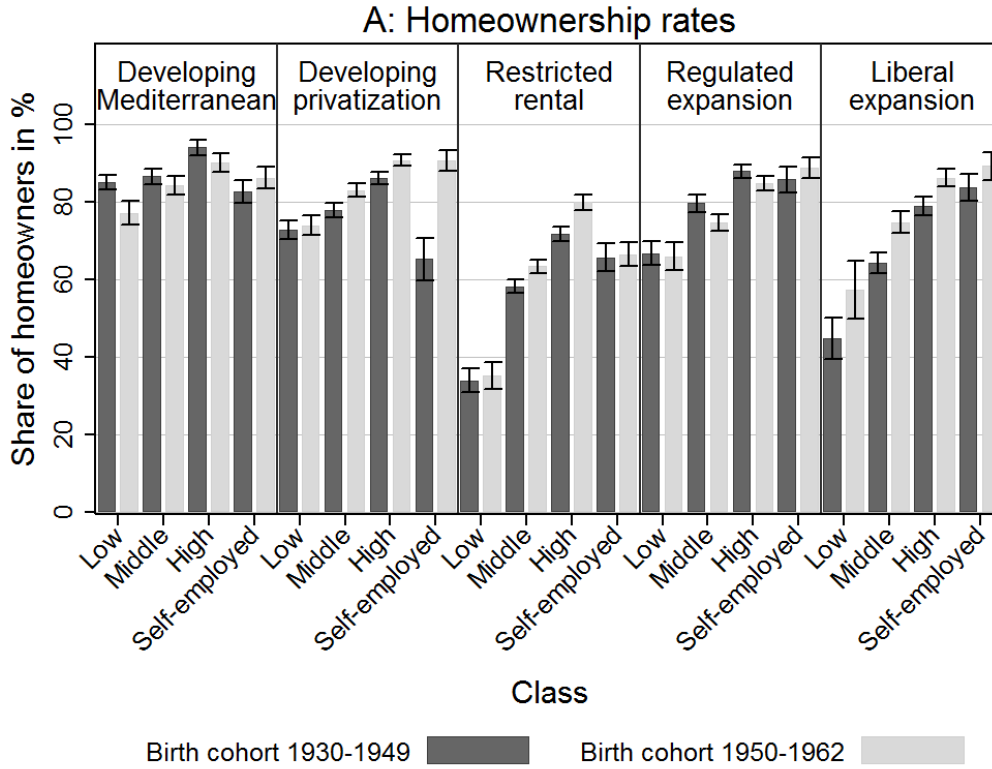 A: Homeownership rates
Developing
Mediterranean
Developing
privatization
Restricted
rental
Regulated
expansion
Liberal
expansion
Share of homeowners in %
100
80
60
40
20
0
Low
Middle
High
Self-employed
Low
Middle
High
Self-employed
Low
Middle
High
Self-employed
Low
Middle
High
Self-employed
Low
Middle
High
Self-employed
Class
Birth cohort 1930-1949
Birth cohort 1950-1962